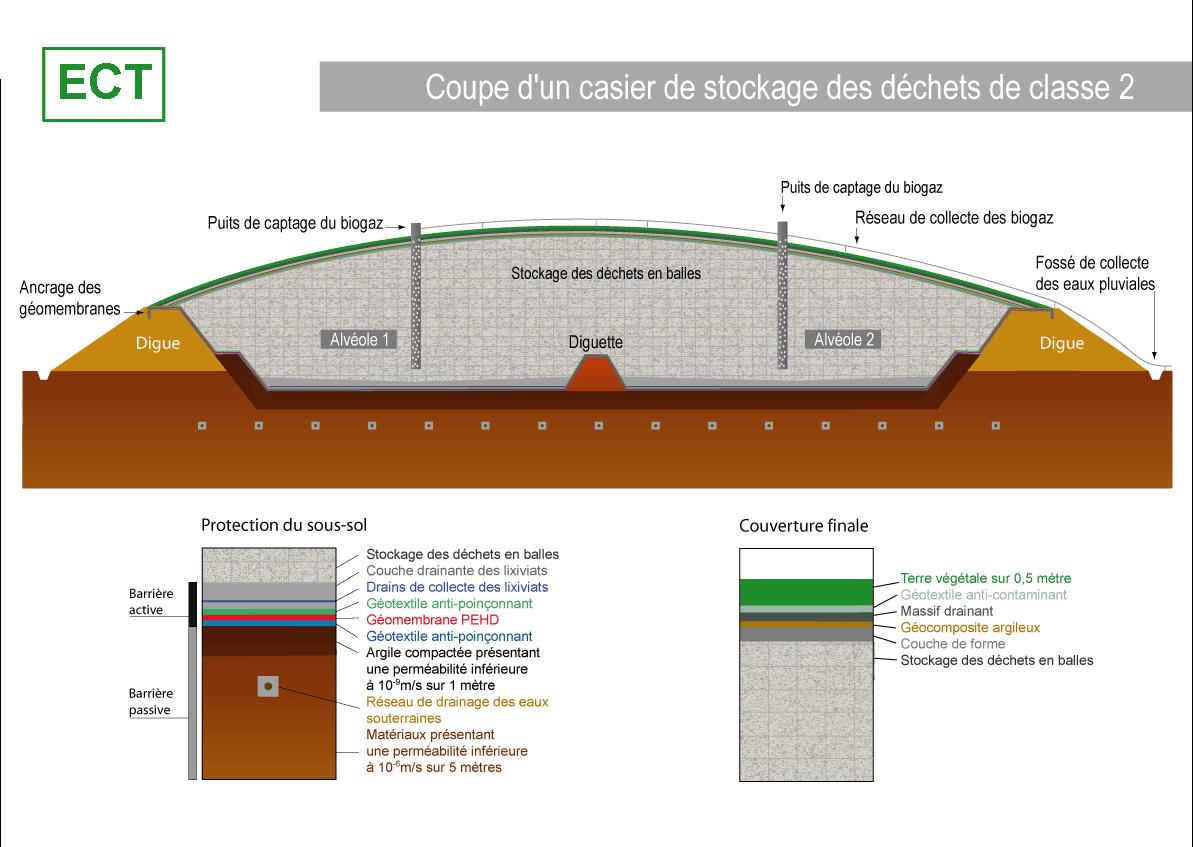 ECT
Coupe d'un casier de stockage des déchets de classe 2
Puits de captage du biogaz
Puits de captage du biogaz
Réseau de collecte des biogaz
Stockage des déchets en balles
Fossé de collecte
des eaux pluviales
Ancrage des
géomembranes
Digue
Alvéole 1
Diguette
Alvéole 2
Digue
Protection du sous-sol
Stockage des déchets en balles
Couche drainante des lixiviats
Drains de collecte des lixiviats
Géotextile anti-poinçonnant
Géomembrane PEHD
Géotextile anti-poinçonnant
Argile compactée présentant
une perméabilité inférieure
à 10⁻⁹m/s sur 1 mètre
Réseau de drainage des eaux
souterraines
Matériaux présentant
une perméabilité inférieure
à 10⁻⁶m/s sur 5 mètres
Barrière
active
Barrière
passive
Couverture finale
Terre végétale sur 0,5 mètre
Géotextile anti-contaminant
Massif drainant
Géocomposite argileux
Couche de forme
Stockage des déchets en balles